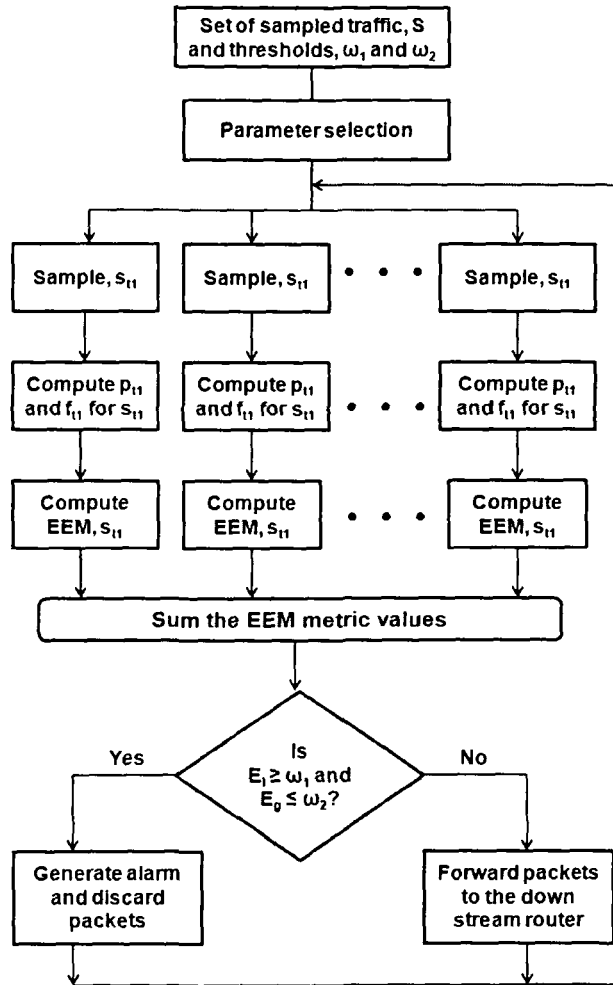 Set of sampled traffic, S
and thresholds, ω₁ and ω₂
Parameter selection
Sample, sₜ₁
Sample, sₜ₁
Sample, sₜ₁
Compute pₜ₁
and fₜ₁ for sₜ₁
Compute pₜ₁
and fₜ₁ for sₜ₁
Compute pₜ₁
and fₜ₁ for sₜ₁
Compute
EEM, sₜ₁
Compute
EEM, sₜ₁
Compute
EEM, sₜ₁
Sum the EEM metric values
Yes
Is
Eₗ ≥ ω₁ and
E_g ≤ ω₂?
No
Generate alarm
and discard
packets
Forward packets
to the down
stream router